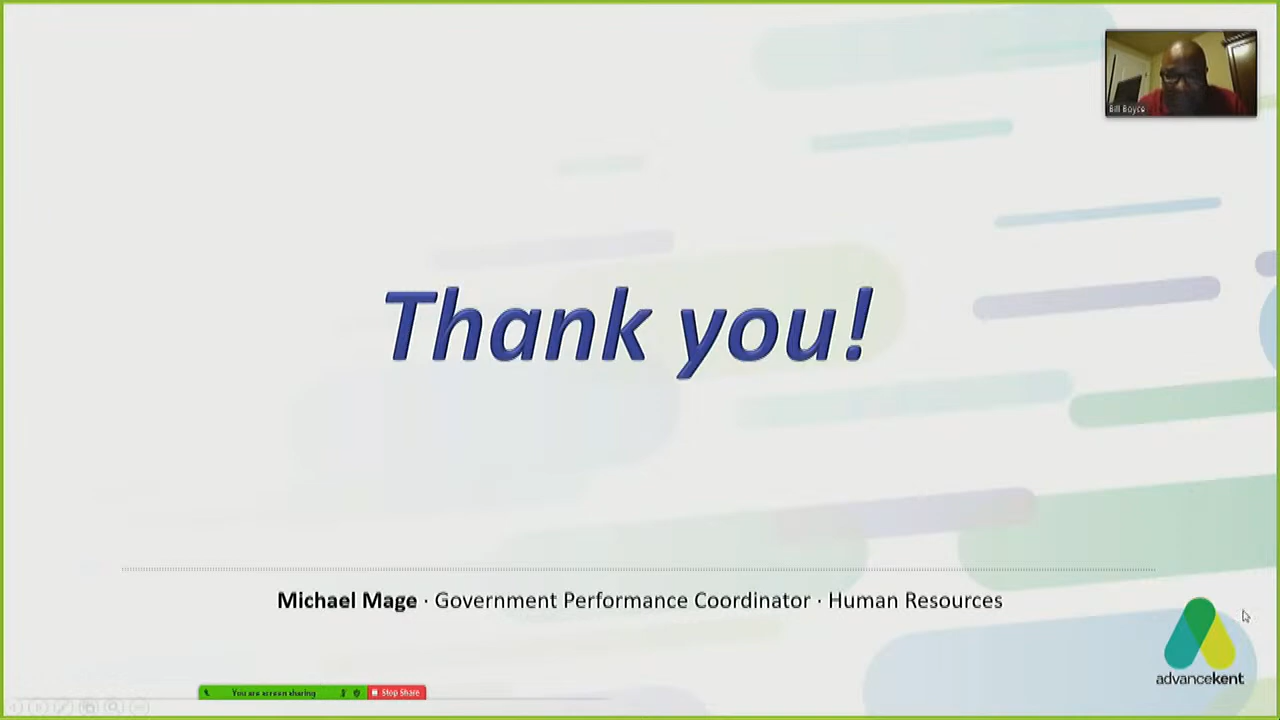 Bill Boyce
Thank you!
Michael Mage · Government Performance Coordinator · Human Resources
advancekent
You are screen sharing
Stop Share